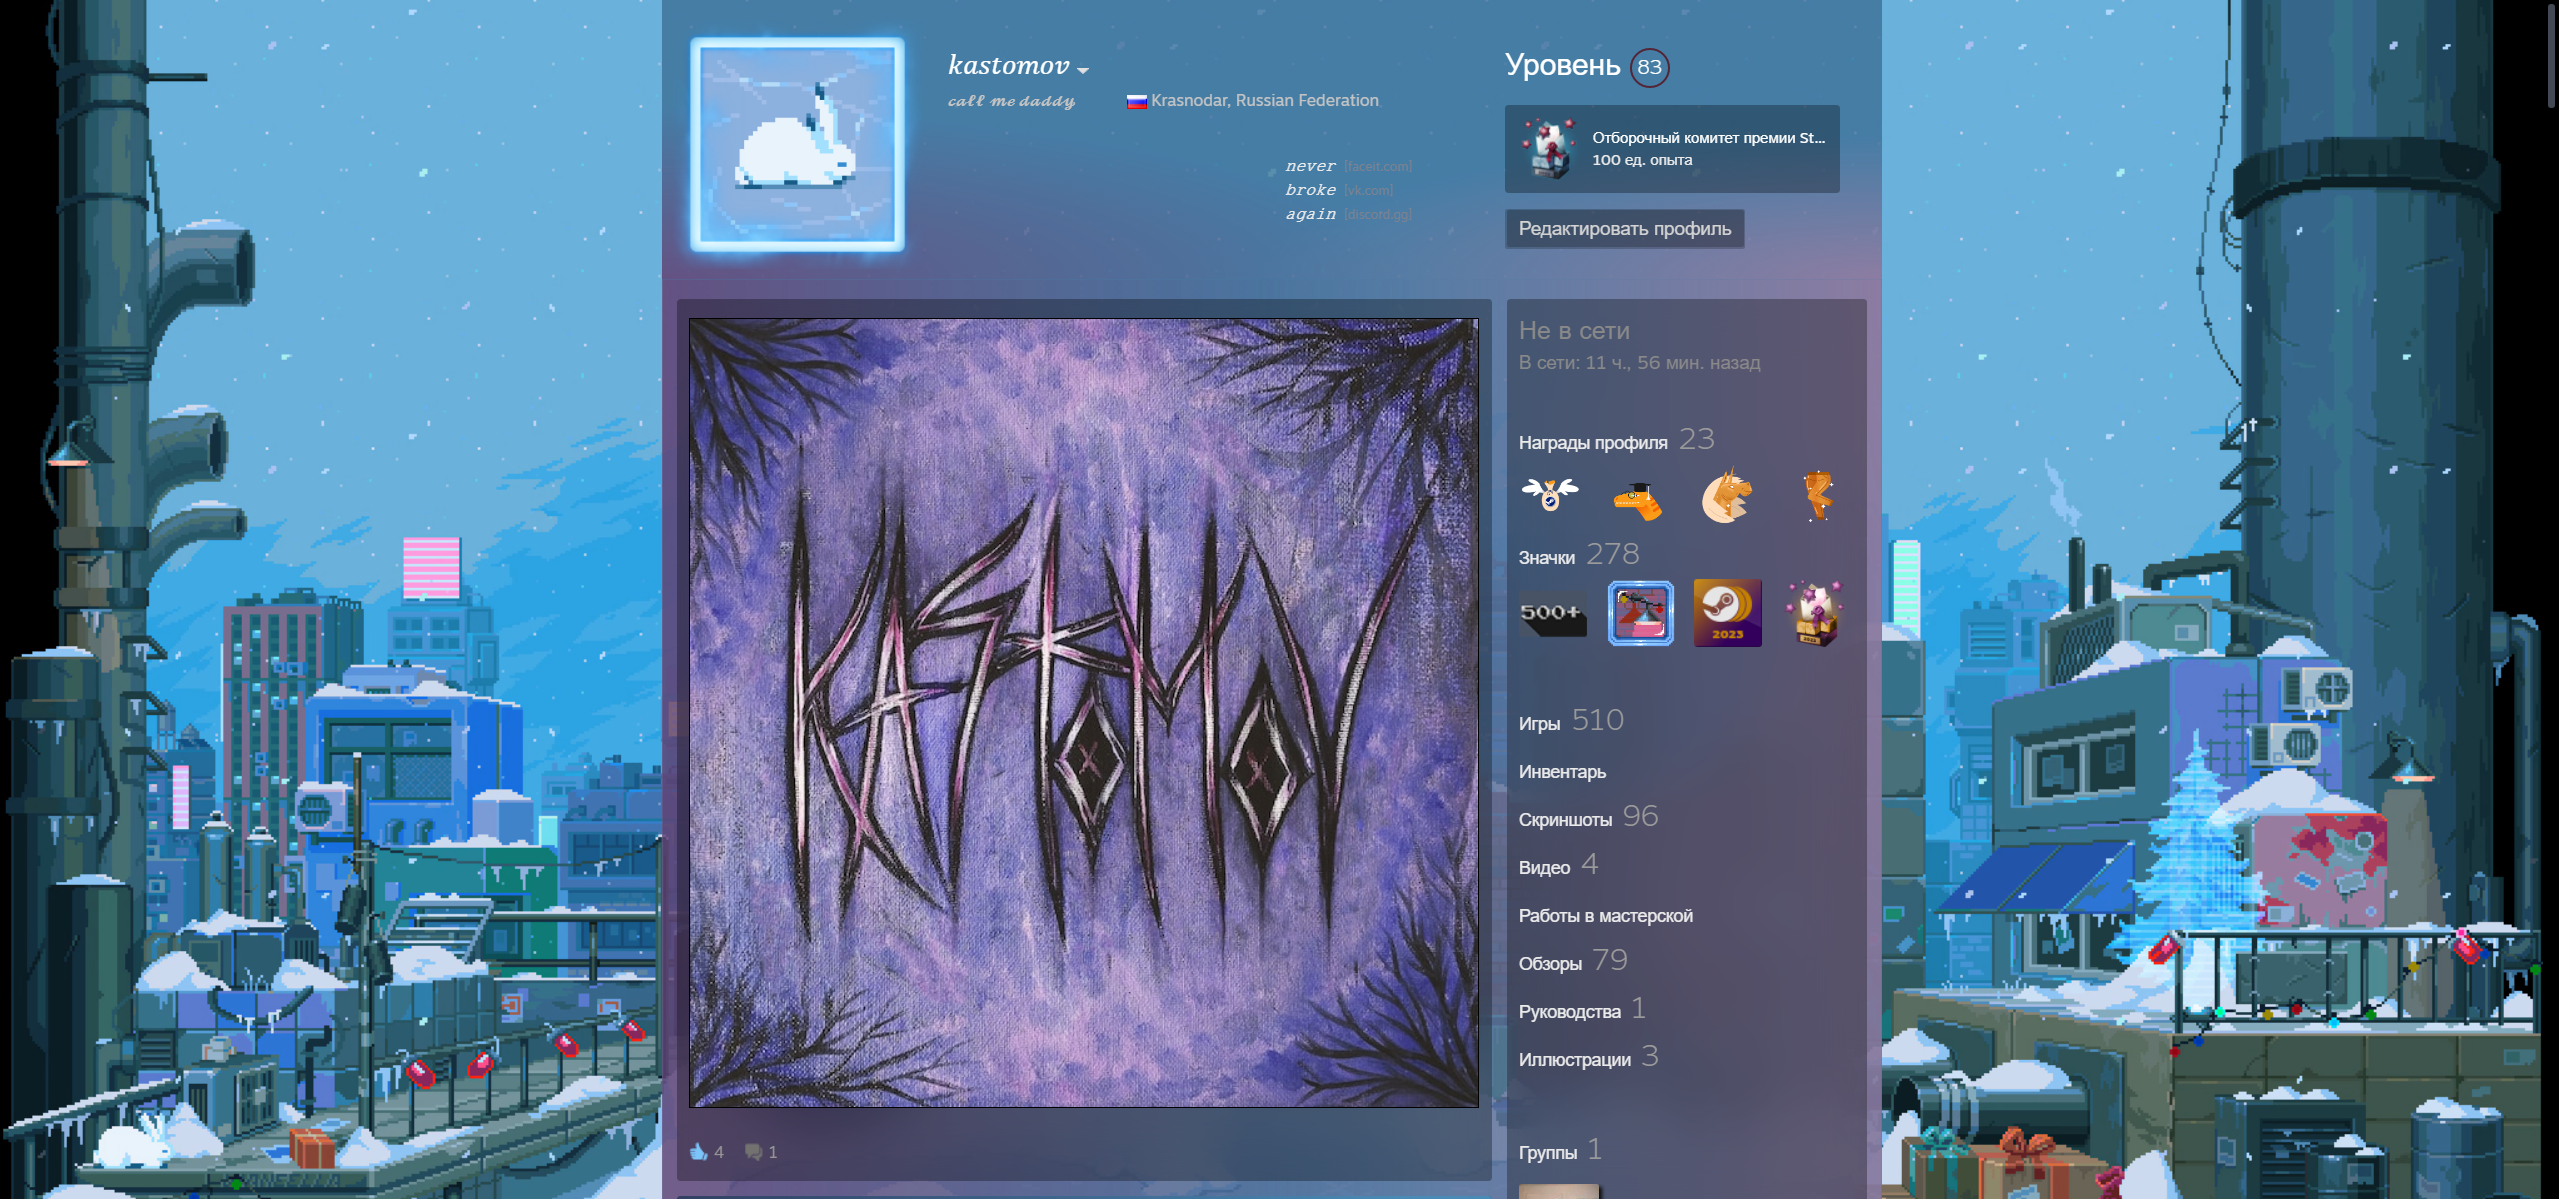 kastomov
call me daddy
Krasnodar, Russian Federation
never [faceit.com]
broke [vk.com]
again [discord.gg]
Уровень 83
Отборочный комитет премии St...
100 ед. опыта
Редактировать профиль
KASTOMOV
4
1
Не в сети
В сети: 11 ч., 56 мин. назад
Награды профиля 23
Значки 278
500+
2023
Игры 510
Инвентарь
Скриншоты 96
Видео 4
Работы в мастерской
Обзоры 79
Руководства 1
Иллюстрации 3
Группы 1